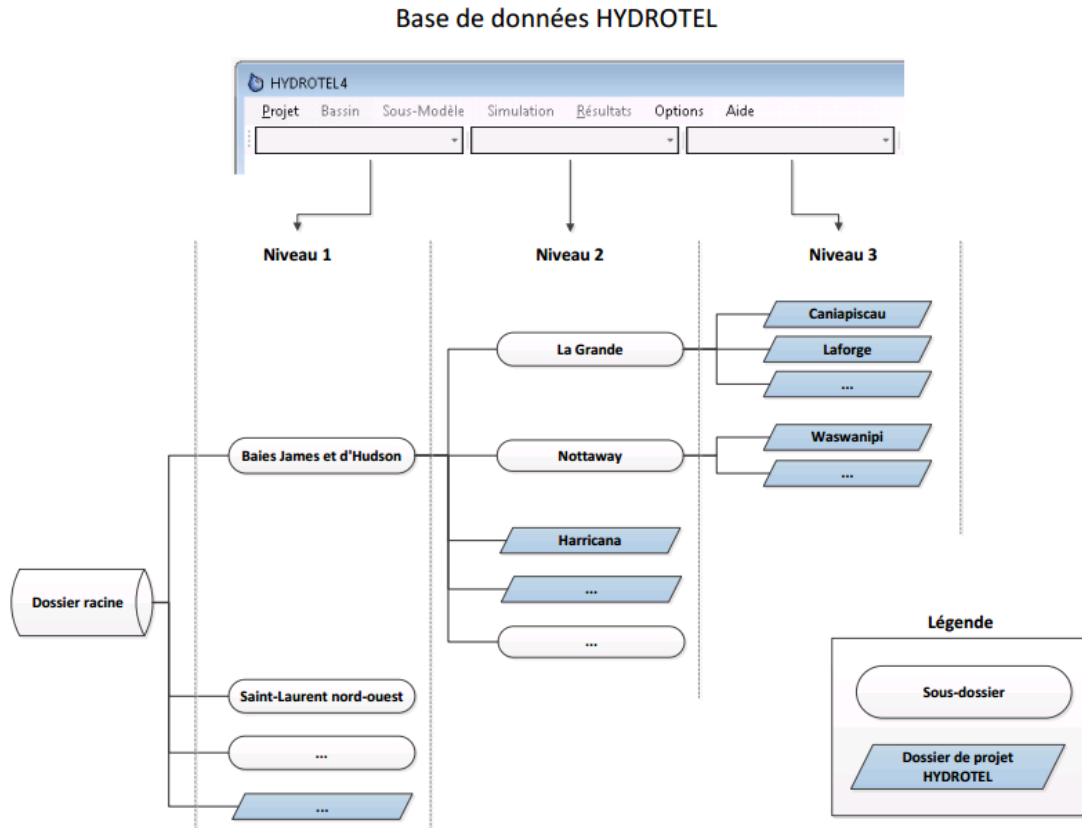 Base de données HYDROTEL
HYDROTEL4
Projet Bassin Sous-Modèle Simulation Résultats Options Aide
Niveau 1 Niveau 2 Niveau 3
Caniapiscau
La Grande
Laforge
...
Waswanipi
Baies James et d'Hudson
Nottaway
...
Harricana
Dossier racine
...
Légende
...
Saint-Laurent nord-ouest
Sous-dossier
...
Dossier de projet
HYDROTEL
...